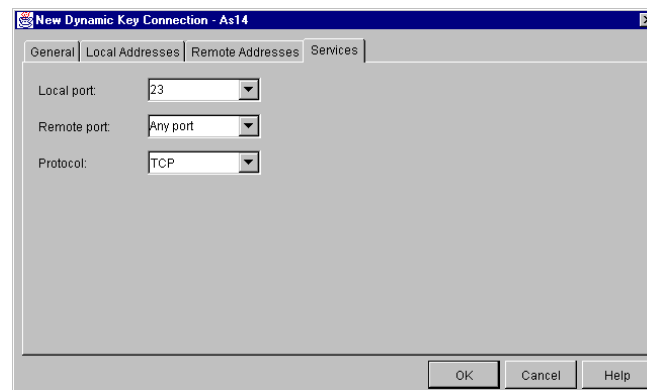 New Dynamic Key Connection - As14
General Local Addresses Remote Addresses Services
Local port: 23
Remote port: Any port
Protocol: TCP
OK Cancel Help